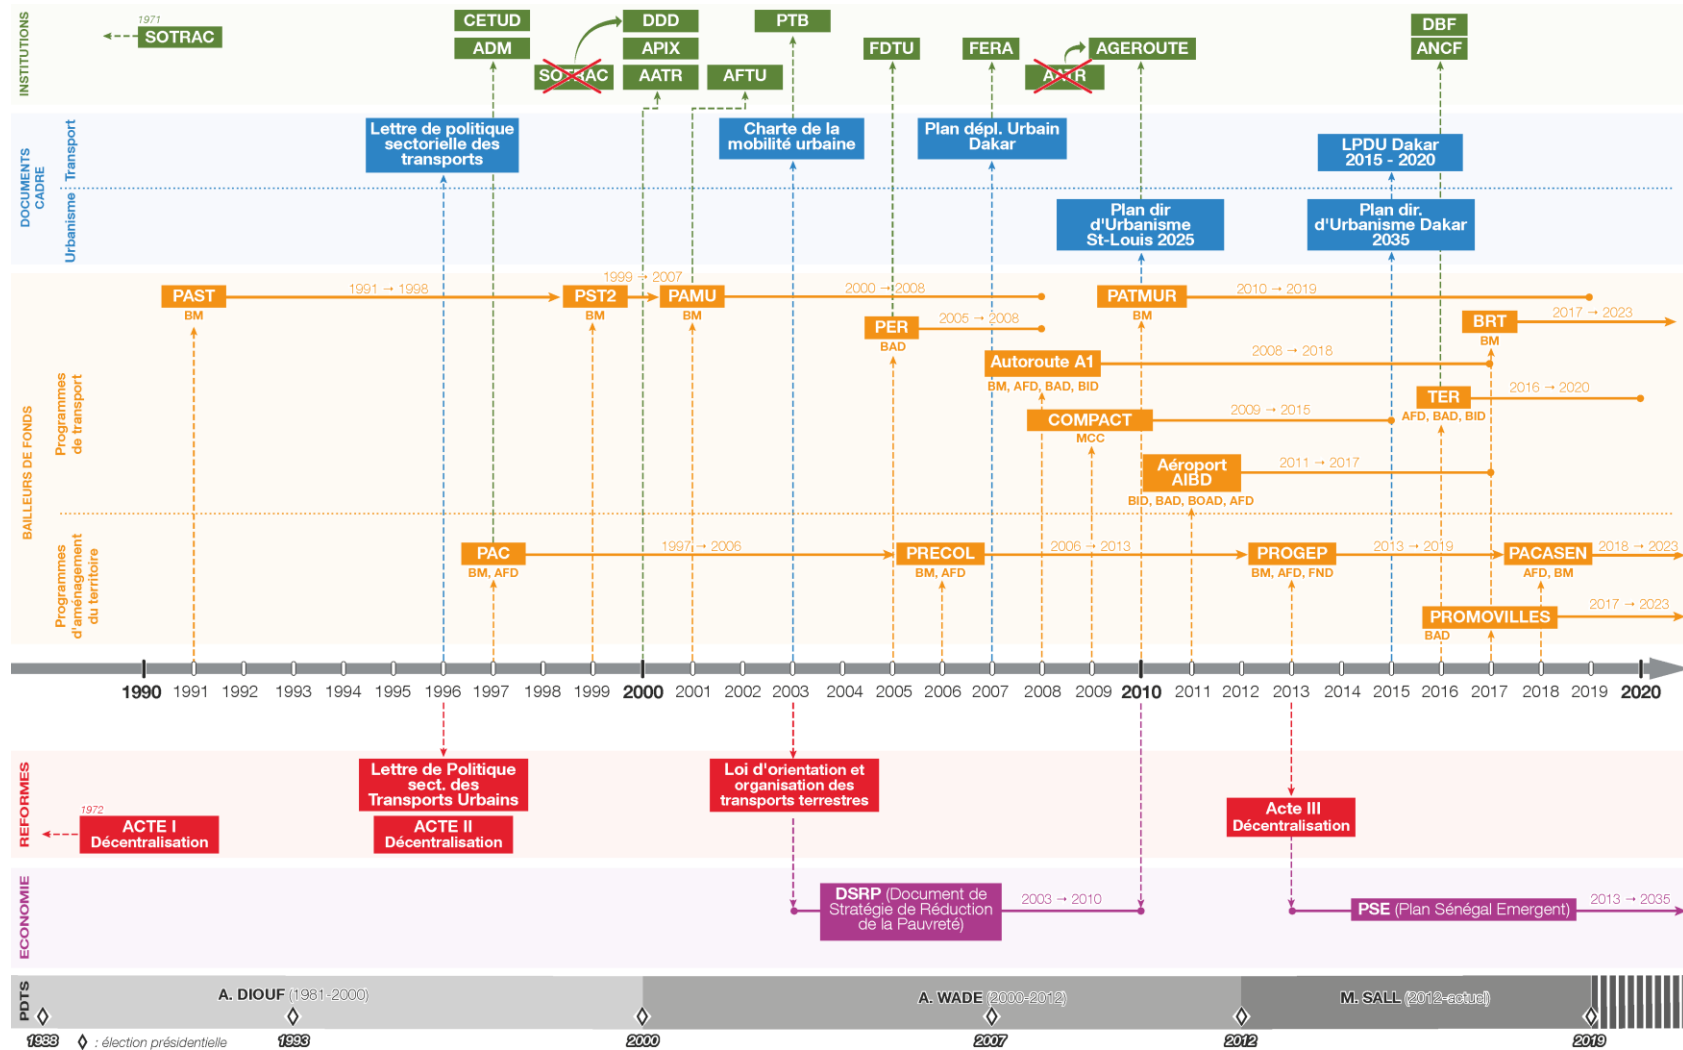 INSTITUTIONS
1971
SOTRAC
CETUD
ADM
SOTRAC
DDD
APIX
AATR
AFTU
PTB
FDTU
FERA
AATR
AGEROUTE
DBF
ANCF
DOCUMENTS
CADRE
Transport
Urbanisme
Lettre de politique
sectorielle des
transports
Charte de la
mobilité urbaine
Plan dépl. Urbain
Dakar
LPDU Dakar
2015 - 2020
Plan dir
d'Urbanisme
St-Louis 2025
Plan dir.
d'Urbanisme Dakar
2035
BAILLEURS DE FONDS
Programmes
de transport
PAST
BM
1991 → 1998
PST2
BM
1999 → 2007
PAMU
BM
2000 → 2008
PER
BAD
2005 → 2008
PATMUR
BM
2010 → 2019
BRT
BM
2017 → 2023
Autoroute A1
BM, AFD, BAD, BID
2008 → 2018
TER
AFD, BAD, BID
2016 → 2020
COMPACT
MCC
2009 → 2015
Aéroport
AIBD
BID, BAD, BOAD, AFD
2011 → 2017
Programmes
d'aménagement
du territoire
PAC
BM, AFD
1997 → 2006
PRECOL
BM, AFD
2006 → 2013
PROGEP
BM, AFD, FND
2013 → 2019
PACASEN
AFD, BM
2018 → 2023
PROMOVILLES
BAD
2017 → 2023
1990 1991 1992 1993 1994 1995 1996 1997 1998 1999 2000 2001 2002 2003 2004 2005 2006 2007 2008 2009 2010 2011 2012 2013 2014 2015 2016 2017 2018 2019 2020
REFORMES
1972
ACTE I
Décentralisation
Lettre de Politique
sect. des
Transports Urbains
ACTE II
Décentralisation
Loi d'orientation et
organisation des
transports terrestres
Acte III
Décentralisation
ECONOMIE
DSRP (Document de
Stratégie de Réduction
de la Pauvreté)
2003 → 2010
PSE (Plan Sénégal Emergent)
2013 → 2035
PDTS
A. DIOUF (1981-2000)
A. WADE (2000-2012)
M. SALL (2012-actuel)
1988 : élection présidentielle 1993 2000 2007 2012 2019